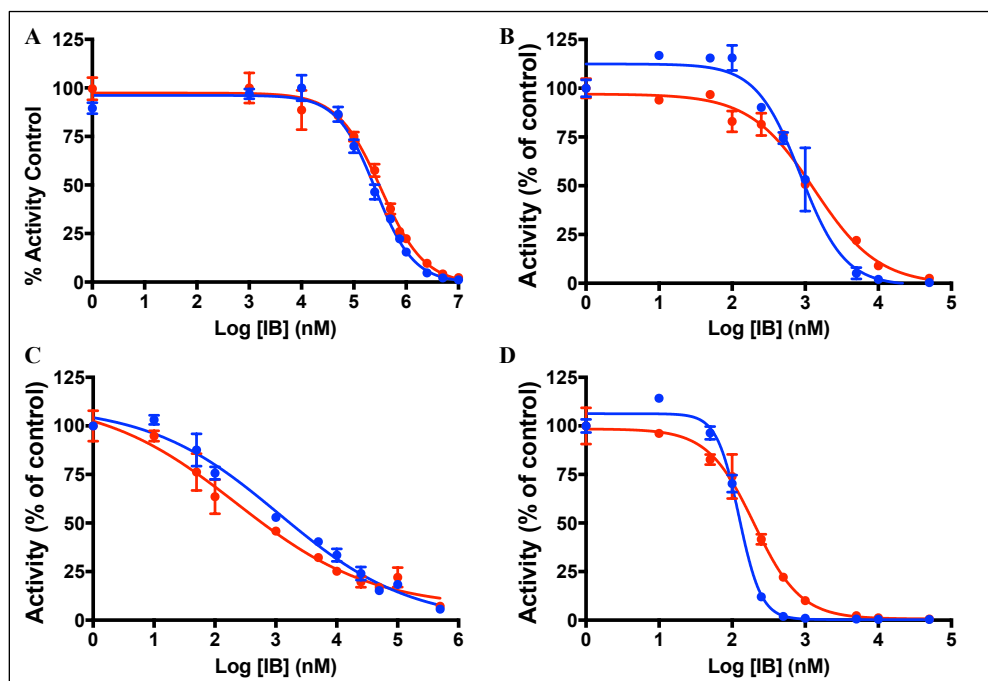 A
125
100
75
50
25
0
% Activity Control
0 1 2 3 4 5 6 7
Log [IB] (nM)
B
125
100
75
50
25
0
Activity (% of control)
0 1 2 3 4 5
Log [IB] (nM)
C
125
100
75
50
25
0
Activity (% of control)
0 1 2 3 4 5 6
Log [IB] (nM)
D
125
100
75
50
25
0
Activity (% of control)
0 1 2 3 4 5
Log [IB] (nM)